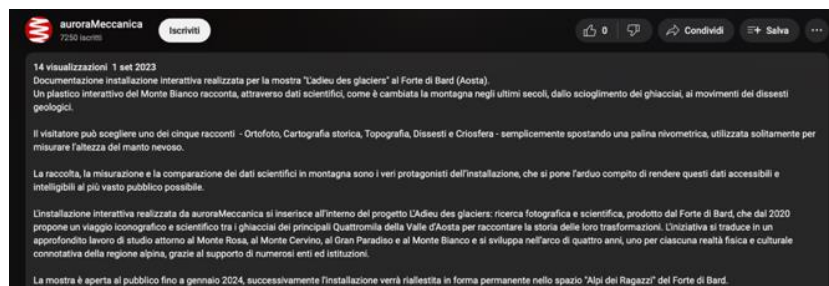 auroraMeccanica
7250 iscritti
Iscriviti
0
Condividi
Salva
14 visualizzazioni 1 set 2023
Documentazione installazione interattiva realizzata per la mostra "L'adieu des glaciers" al Forte di Bard (Aosta).
Un plastico interattivo del Monte Bianco racconta, attraverso dati scientifici, come è cambiata la montagna negli ultimi secoli, dallo scioglimento dei ghiacciai, ai movimenti dei dissesti
geologici.
Il visitatore può scegliere uno dei cinque racconti - Ortofoto, Cartografia storica, Topografia, Dissesti e Criosfera - semplicemente spostando una palina nivometrica, utilizzata solitamente per
misurare l'altezza del manto nevoso.
La raccolta, la misurazione e la comparazione dei dati scientifici in montagna sono i veri protagonisti dell'installazione, che si pone l'arduo compito di rendere questi dati accessibili e
intelligibili al più vasto pubblico possibile.
L'installazione interattiva realizzata da auroraMeccanica si inserisce all'interno del progetto L'Adieu des glaciers: ricerca fotografica e scientifica, prodotto dal Forte di Bard, che dal 2020
propone un viaggio iconografico e scientifico tra i ghiacciai dei principali Quattromila della Valle d'Aosta per raccontare la storia delle loro trasformazioni. L'iniziativa si traduce in un
approfondito lavoro di studio attorno al Monte Rosa, al Monte Cervino, al Gran Paradiso e al Monte Bianco e si sviluppa nell'arco di quattro anni, uno per ciascuna realtà fisica e culturale
connotativa della regione alpina, grazie al supporto di numerosi enti ed istituzioni.
La mostra è aperta al pubblico fino a gennaio 2024, successivamente l'installazione verrà riallestita in forma permanente nello spazio "Alpi dei Ragazzi" del Forte di Bard.